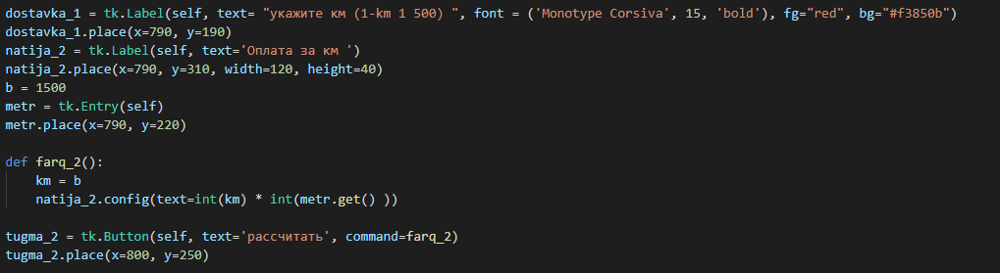 dostavka_1 = tk.Label(self, text= "укажите км (1-km 1 500) ", font = ('Monotype Corsiva', 15, 'bold'), fg="red", bg="#f3850b")
dostavka_1.place(x=790, y=190)
natija_2 = tk.Label(self, text='Оплата за км ')
natija_2.place(x=790, y=310, width=120, height=40)
b = 1500
metr = tk.Entry(self)
metr.place(x=790, y=220)
def farq_2():
    km = b
    natija_2.config(text=int(km) * int(metr.get() ))
tugma_2 = tk.Button(self, text='рассчитать', command=farq_2)
tugma_2.place(x=800, y=250)